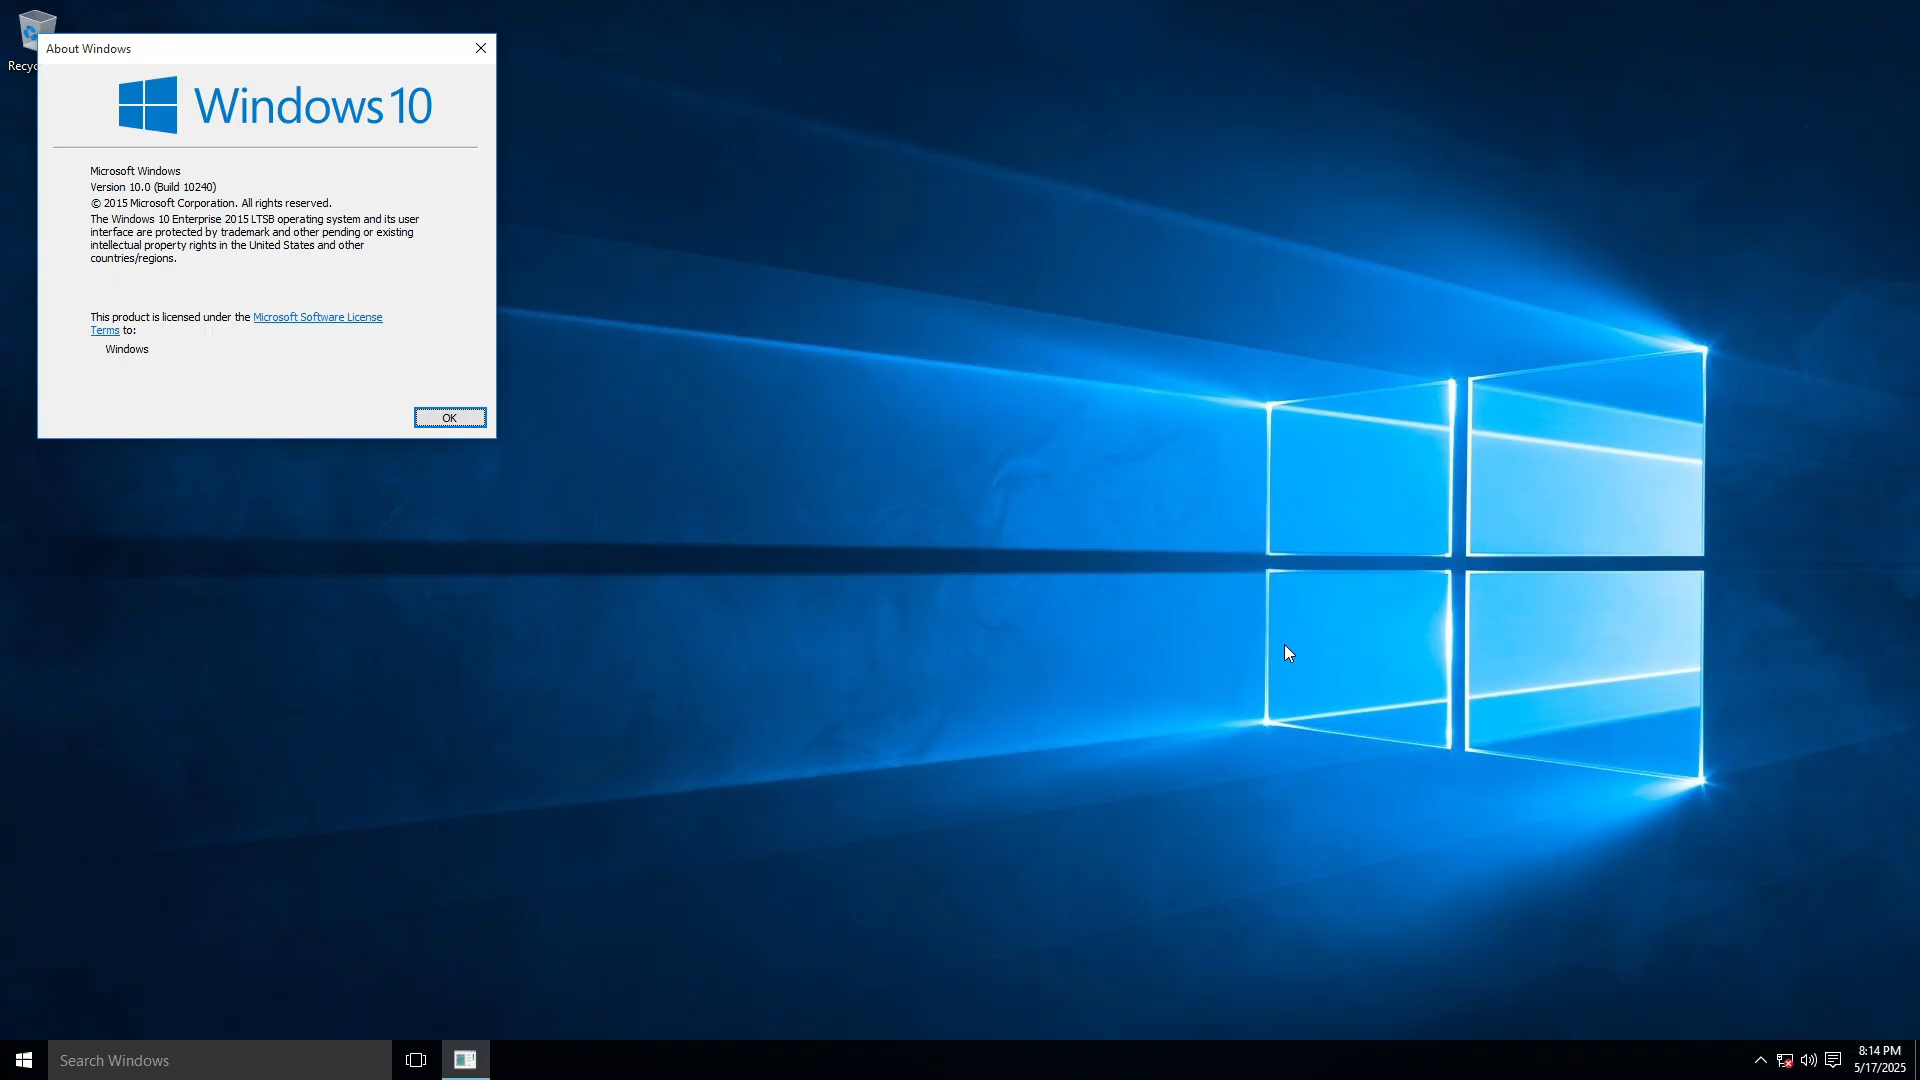 Recyc
About Windows
Windows 10
Microsoft Windows
Version 10.0 (Build 10240)
© 2015 Microsoft Corporation. All rights reserved.
The Windows 10 Enterprise 2015 LTSB operating system and its user
interface are protected by trademark and other pending or existing
intellectual property rights in the United States and other
countries/regions.
This product is licensed under the Microsoft Software License
Terms to:
Windows
OK
Search Windows
8:14 PM
5/17/2025